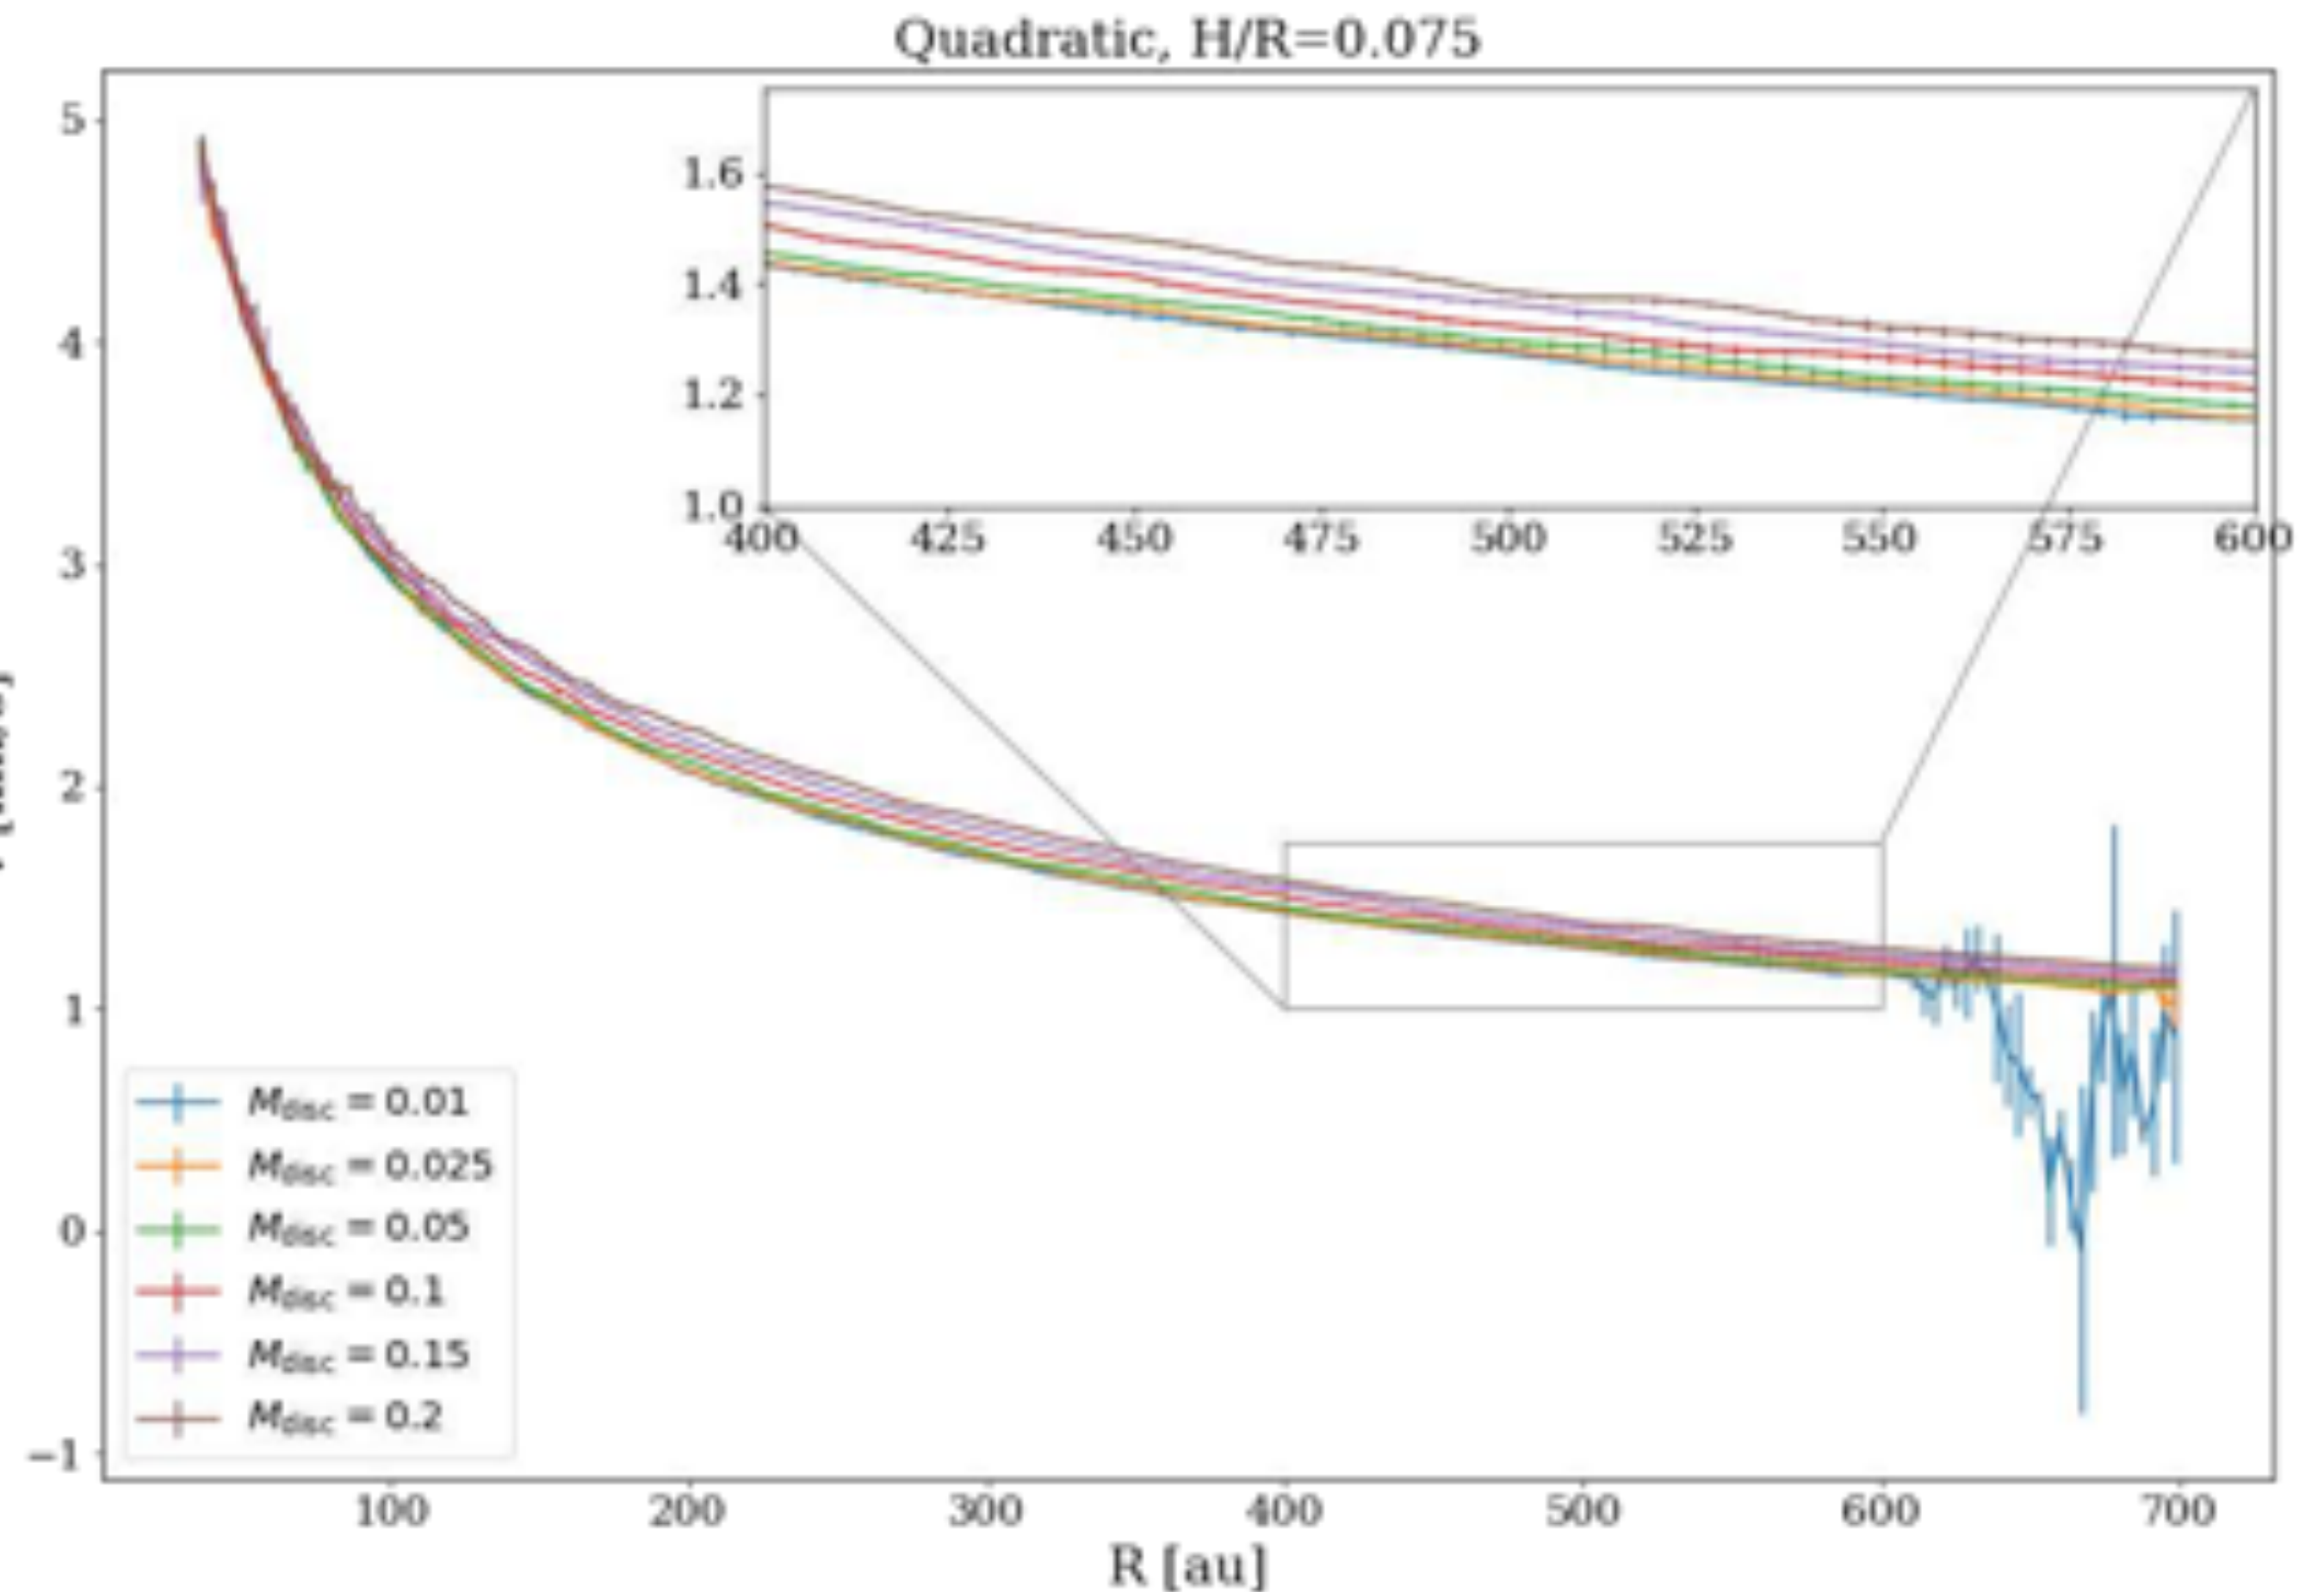 Quadratic, H/R=0.075
5
4
3
2
1
0
−1
1.6
1.4
1.2
1.0
400 425 450 475 500 525 550 575 600
M_disc = 0.01
M_disc = 0.025
M_disc = 0.05
M_disc = 0.1
M_disc = 0.15
M_disc = 0.2
100 200 300 400 500 600 700
R [au]